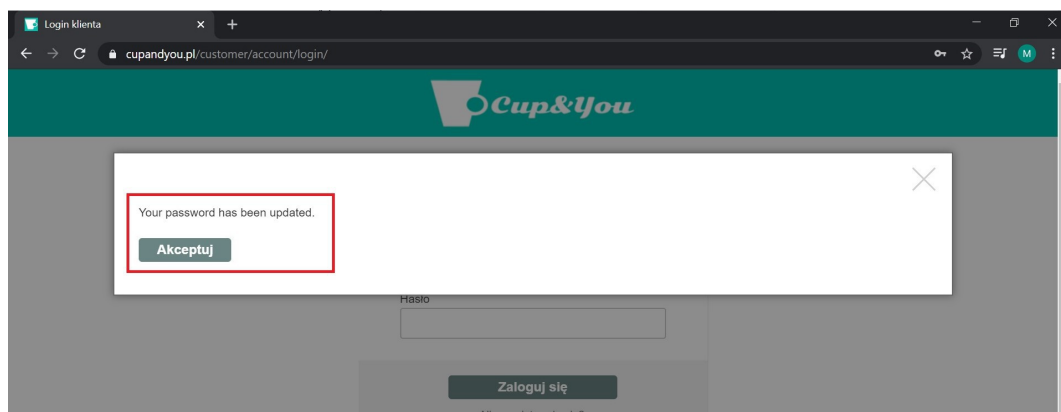 Login klienta
cupandyou.pl/customer/account/login/
M
Cup&You
Your password has been updated.
Akceptuj
Hasło
Zaloguj się